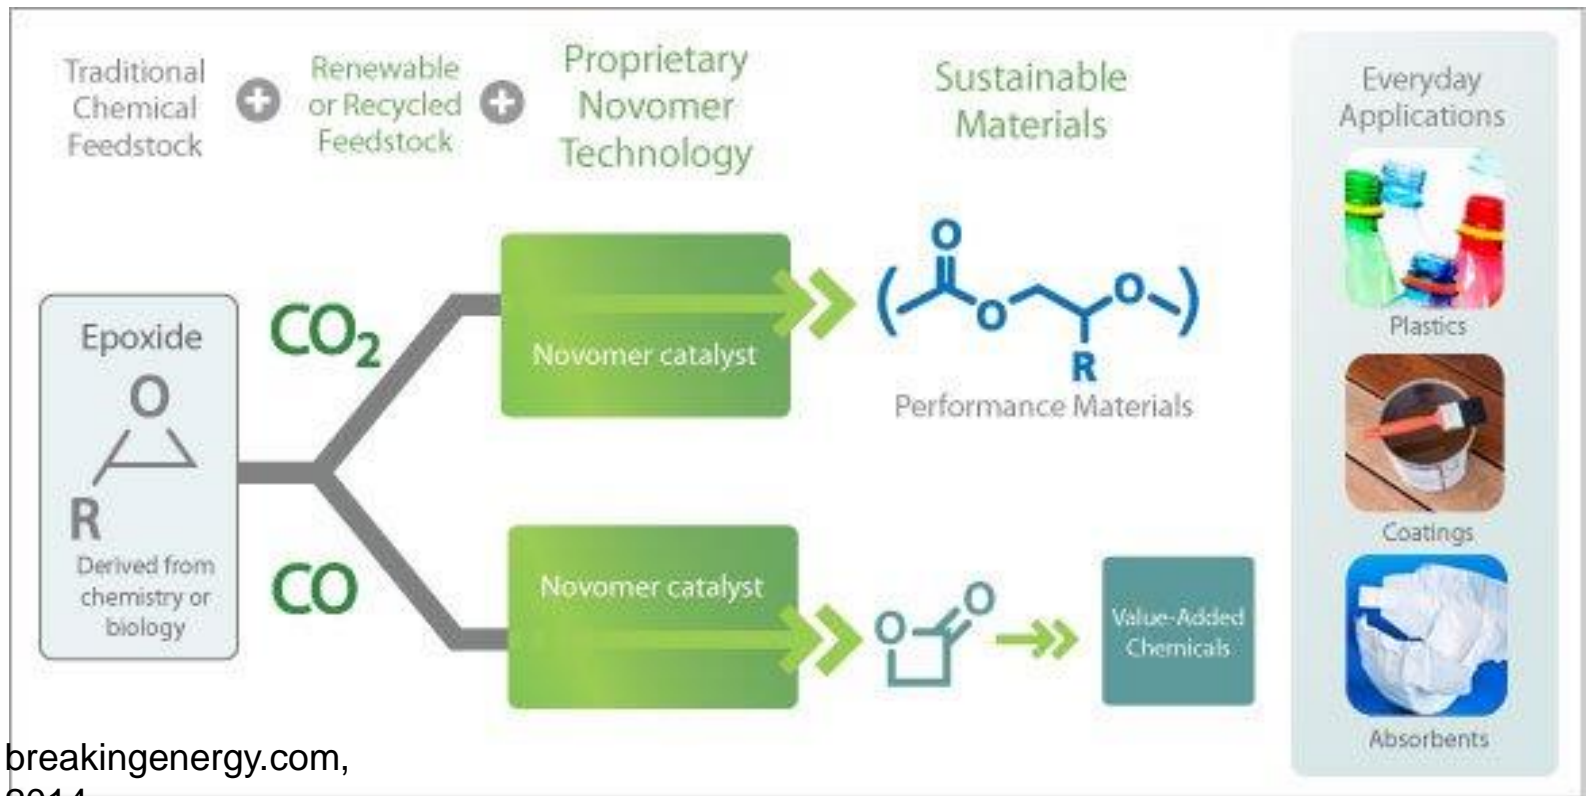 Traditional
Chemical
Feedstock
Renewable
or Recycled
Feedstock
Proprietary
Novomer
Technology
Sustainable
Materials
Everyday
Applications
Epoxide
O
R
Derived from
chemistry or
biology
CO₂
Novomer catalyst
O
O
O
R
Performance Materials
CO
Novomer catalyst
O
O
Value-Added
Chemicals
Plastics
Coatings
Absorbents
breakingenergy.com,
2014